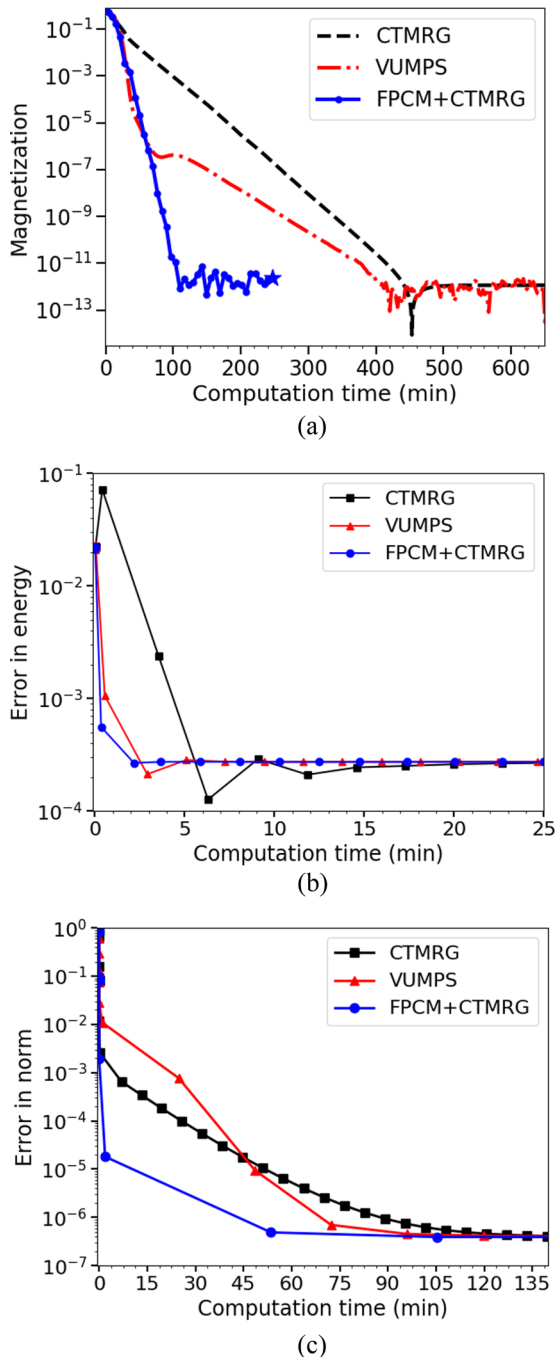 10⁻¹
10⁻³
10⁻⁵
10⁻⁷
10⁻⁹
10⁻¹¹
10⁻¹³
Magnetization
CTMRG
VUMPS
FPCM+CTMRG
0 100 200 300 400 500 600
Computation time (min)
(a)
10⁻¹
10⁻²
10⁻³
10⁻⁴
Error in energy
CTMRG
VUMPS
FPCM+CTMRG
0 5 10 15 20 25
Computation time (min)
(b)
10⁰
10⁻¹
10⁻²
10⁻³
10⁻⁴
10⁻⁵
10⁻⁶
10⁻⁷
Error in norm
CTMRG
VUMPS
FPCM+CTMRG
0 15 30 45 60 75 90 105 120 135
Computation time (min)
(c)